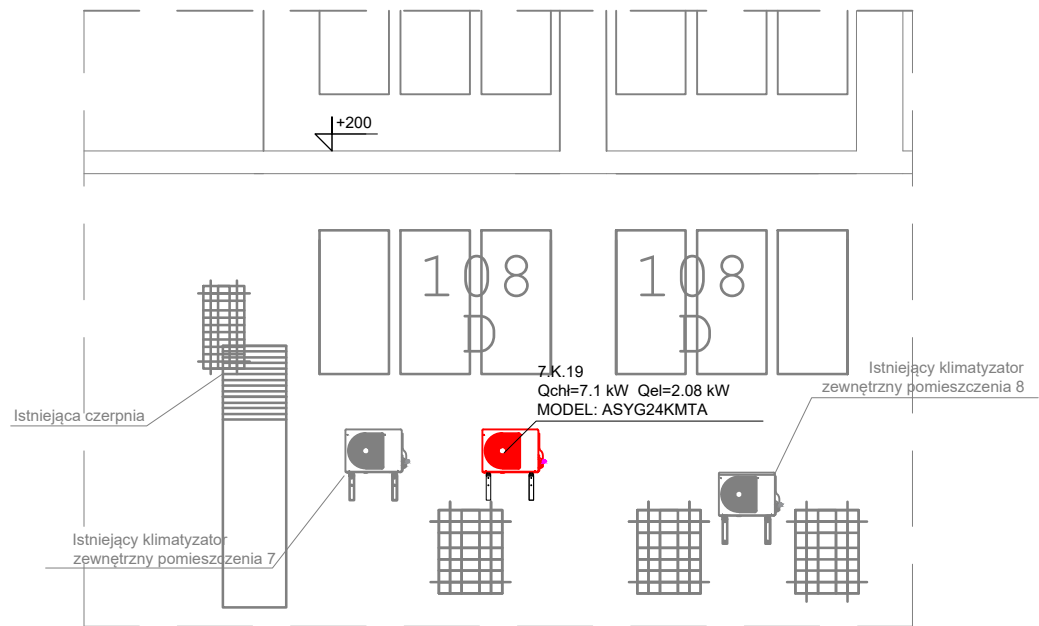 +200
108
D
108
D
7.K.19
Qchł=7.1 kW Qel=2.08 kW
MODEL: ASYG24KMTA
Istniejący klimatyzator
zewnętrzny pomieszczenia 8
Istniejąca czerpnia
Istniejący klimatyzator
zewnętrzny pomieszczenia 7